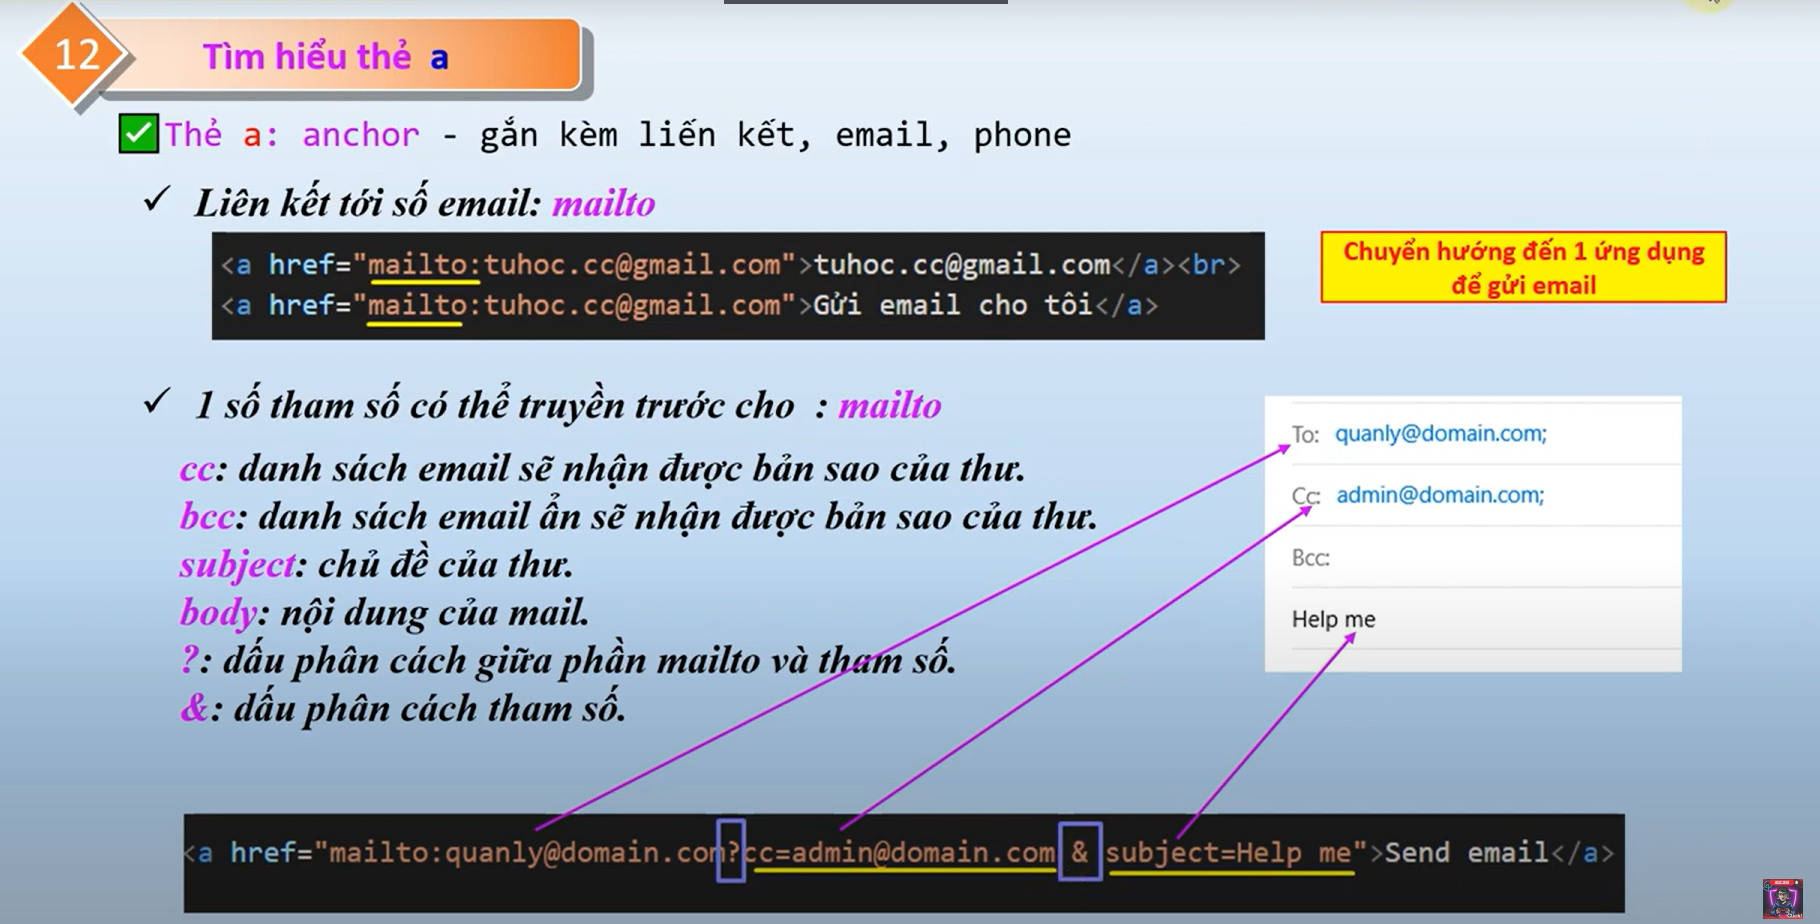 12
Tìm hiểu thẻ a
Thẻ a: anchor - gắn kèm liến kết, email, phone
✓ Liên kết tới số email: mailto
<a href="mailto:tuhoc.cc@gmail.com">tuhoc.cc@gmail.com</a><br>
<a href="mailto:tuhoc.cc@gmail.com">Gửi email cho tôi</a>
Chuyển hướng đến 1 ứng dụng
để gửi email
✓ 1 số tham số có thể truyền trước cho : mailto
cc: danh sách email sẽ nhận được bản sao của thư.
bcc: danh sách email ẩn sẽ nhận được bản sao của thư.
subject: chủ đề của thư.
body: nội dung của mail.
?: dấu phân cách giữa phần mailto và tham số.
&: dấu phân cách tham số.
To: quanly@domain.com;
Cc: admin@domain.com;
Bcc:
Help me
<a href="mailto:quanly@domain.com?cc=admin@domain.com & subject=Help me">Send email</a>